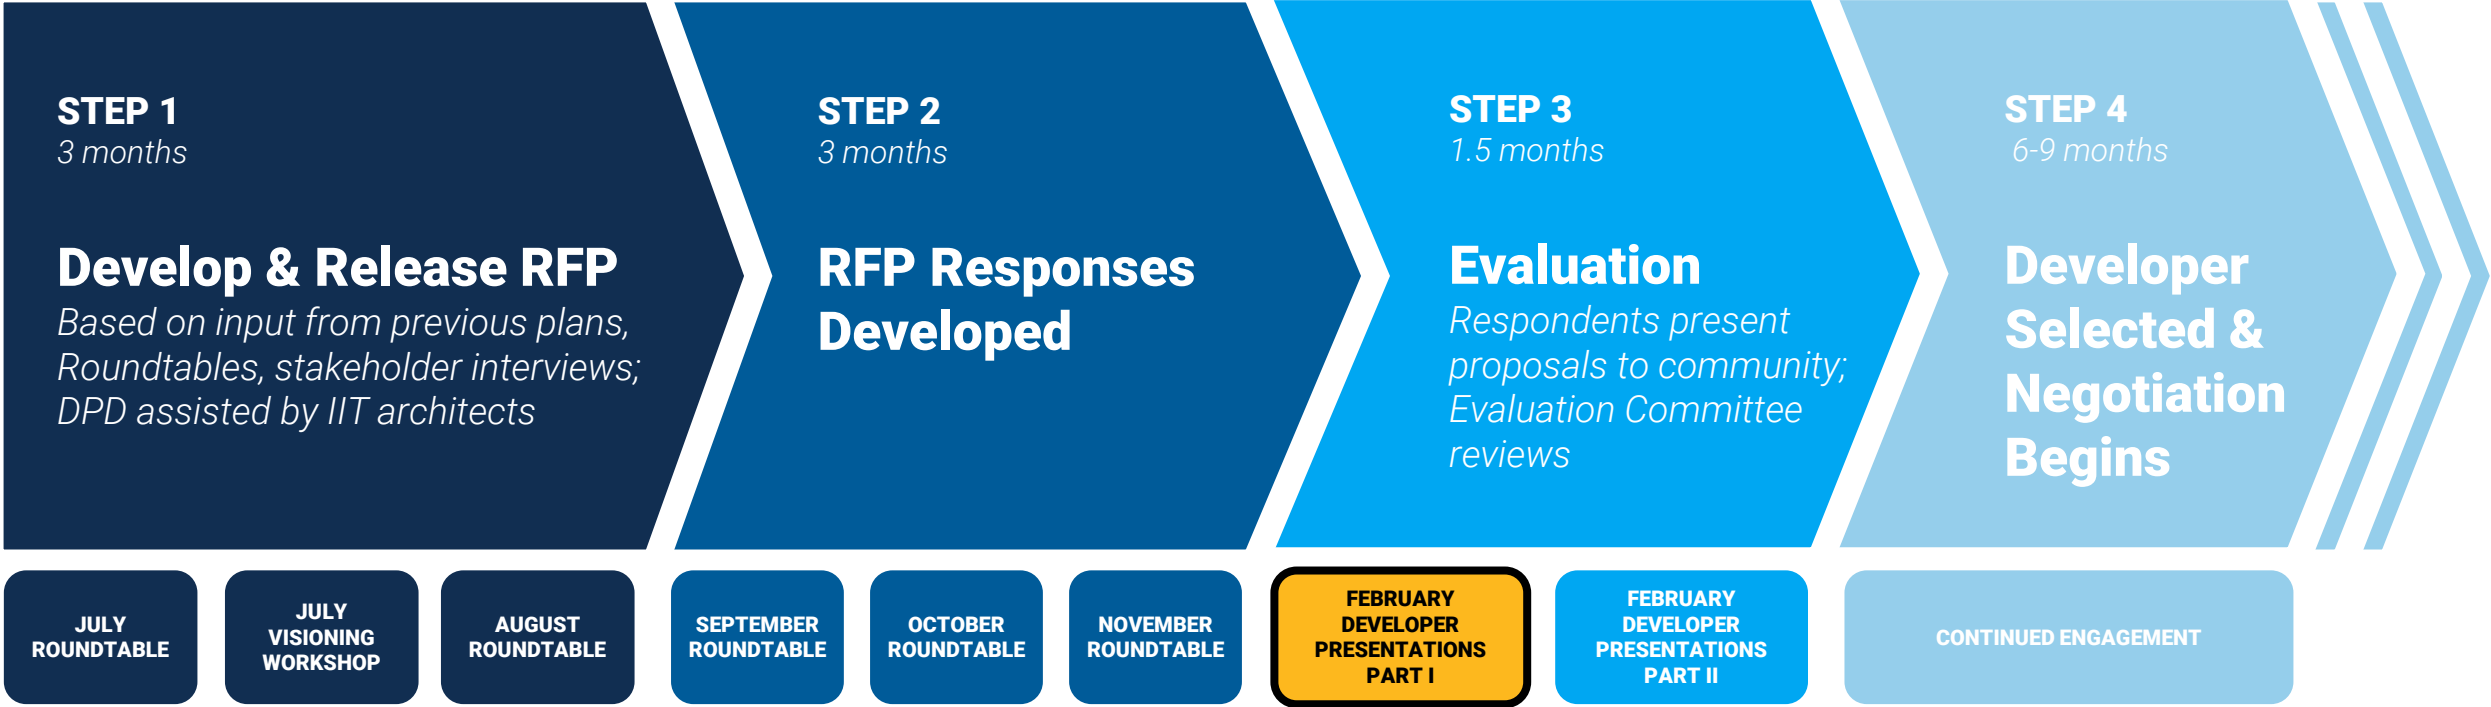 STEP 1
3 months
Develop & Release RFP
Based on input from previous plans,
Roundtables, stakeholder interviews;
DPD assisted by IIT architects
STEP 2
3 months
RFP Responses
Developed
STEP 3
1.5 months
Evaluation
Respondents present
proposals to community;
Evaluation Committee
reviews
STEP 4
6-9 months
Developer
Selected &
Negotiation
Begins
JULY
ROUNDTABLE
JULY
VISIONING
WORKSHOP
AUGUST
ROUNDTABLE
SEPTEMBER
ROUNDTABLE
OCTOBER
ROUNDTABLE
NOVEMBER
ROUNDTABLE
FEBRUARY
DEVELOPER
PRESENTATIONS
PART I
FEBRUARY
DEVELOPER
PRESENTATIONS
PART II
CONTINUED ENGAGEMENT